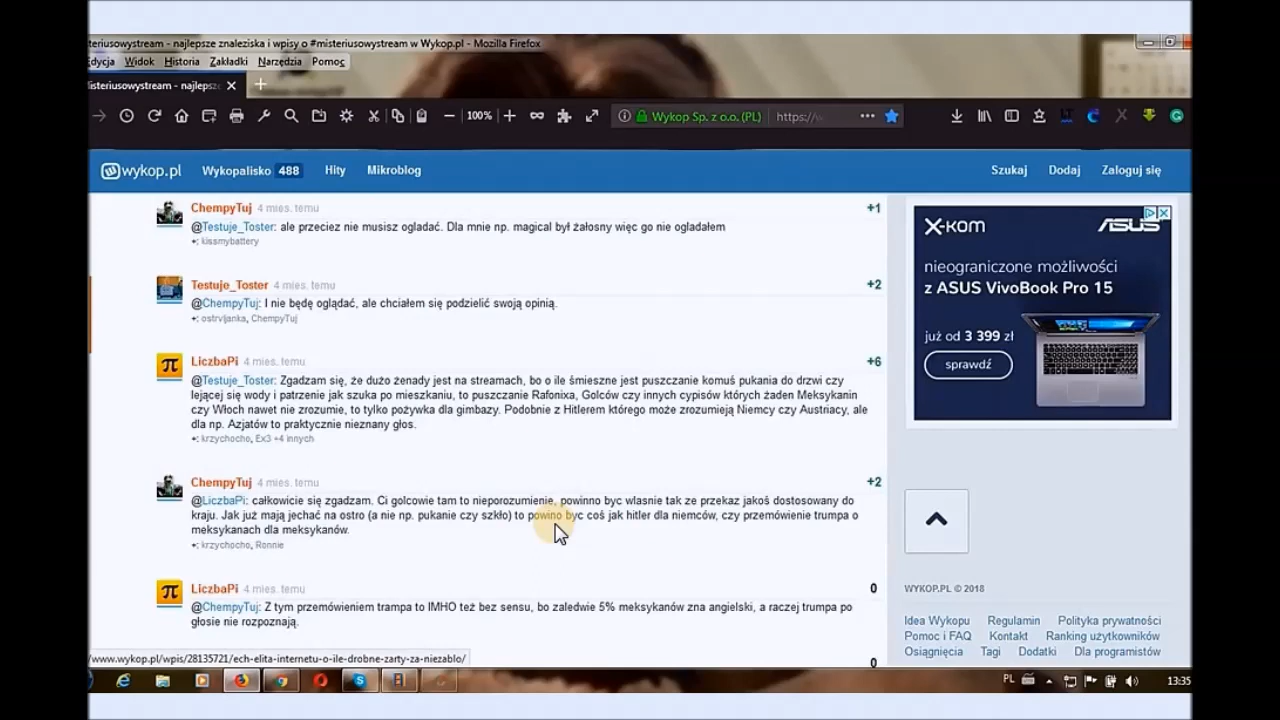 steriusowystream - najlepsze znaleziska i wpisy o #misteriusowystream w Wykop.pl - Mozilla Firefox
Edycja Widok Historia Zakładki Narzędzia Pomoc
misteriusowystream - najlepsze
100% Wykop Sp. z o.o. (PL) https://w
wykop.pl Wykopalisko 488 Hity Mikroblog Szukaj Dodaj Zaloguj się
ChempyTuj 4 mies. temu +1
@Testuje_Toster: ale przeciez nie musisz ogladać. Dla mnie np. magical był żałosny więc go nie ogladałem
+: kissmybattery
Testuje_Toster 4 mies. temu +2
@ChempyTuj: I nie będę oglądać, ale chciałem się podzielić swoją opinią.
+: ostrvljanka, ChempyTuj
LiczbaPi 4 mies. temu +6
@Testuje_Toster: Zgadzam się, że dużo żenady jest na streamach, bo o ile śmieszne jest puszczanie komuś pukania do drzwi czy
lejącej się wody i patrzenie jak szuka po mieszkaniu, to puszczanie Rafonixa, Golców czy innych cypisów których żaden Meksykanin
czy Włoch nawet nie zrozumie, to tylko pożywka dla gimbazy. Podobnie z Hitlerem którego może zrozumieją Niemcy czy Austriacy, ale
dla np. Azjatów to praktycznie nieznany głos.
+: krzychocho, Ex3 +4 innych
ChempyTuj 4 mies. temu +2
@LiczbaPi: całkowicie się zgadzam. Ci golcowie tam to nieporozumienie, powinno byc wlasnie tak ze przekaz jakoś dostosowany do
kraju. Jak już mają jechać na ostro (a nie np. pukanie czy szkło) to powino byc coś jak hitler dla niemców, czy przemówienie trumpa o
meksykanach dla meksykanów.
+: krzychocho, Ronnie
LiczbaPi 4 mies. temu 0
@ChempyTuj: Z tym przemówieniem trampa to IMHO też bez sensu, bo zaledwie 5% meksykanów zna angielski, a raczej trumpa po
głosie nie rozpoznają.
0
/www.wykop.pl/wpis/28135721/ech-elita-internetu-o-ile-drobne-zarty-za-niezablo/
X-kom ASUS
nieograniczone możliwości
z ASUS VivoBook Pro 15
już od 3 399 zł
sprawdź
WYKOP.PL © 2018
Idea Wykopu Regulamin Polityka prywatności
Pomoc i FAQ Kontakt Ranking użytkowników
Osiągnięcia Tagi Dodatki Dla programistów
PL 13:35